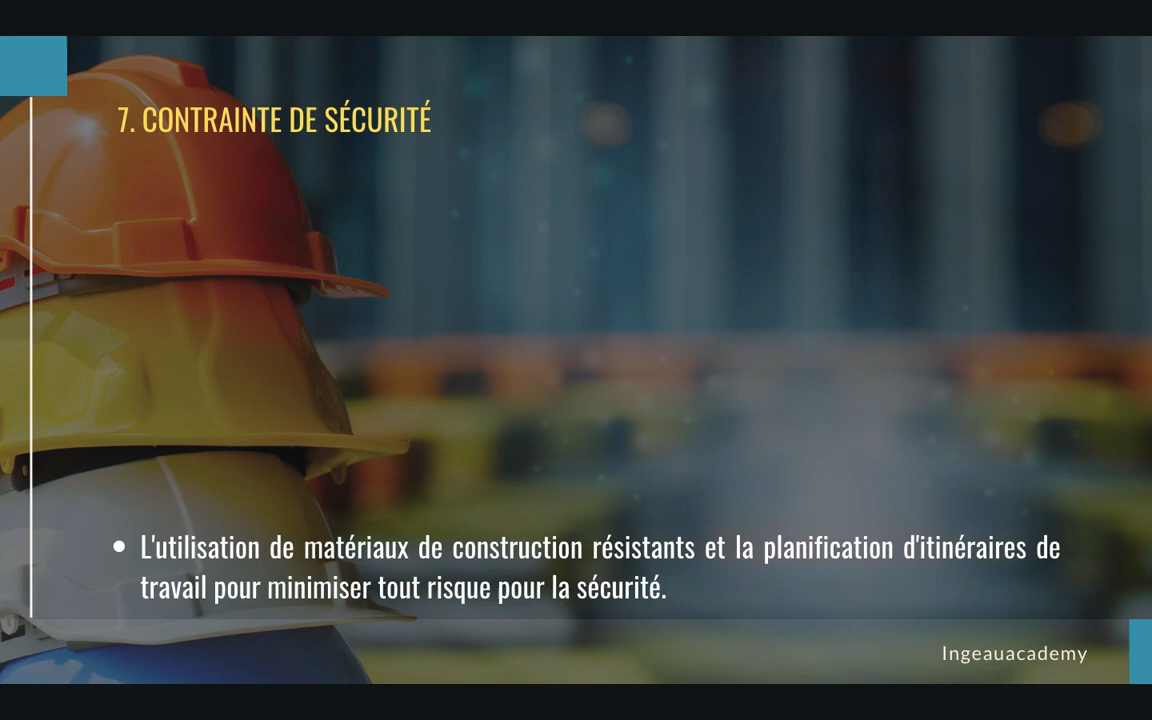 7. CONTRAINTE DE SÉCURITÉ
L'utilisation de matériaux de construction résistants et la planification d'itinéraires de
travail pour minimiser tout risque pour la sécurité.
Ingeauacademy